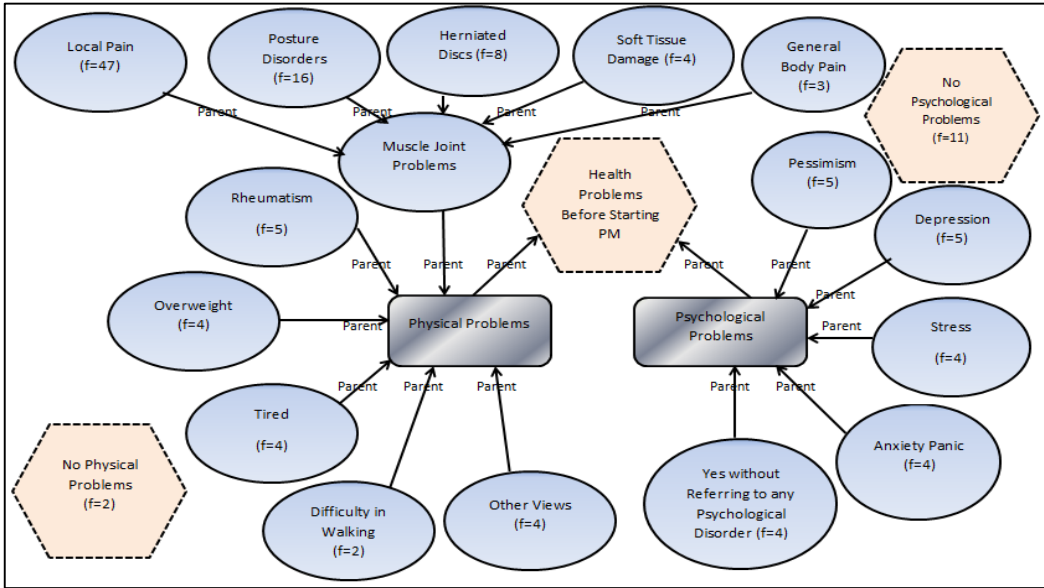 Local Pain
(f=47)
Posture
Disorders
(f=16)
Herniated
Discs (f=8)
Soft Tissue
Damage (f=4)
General
Body Pain
(f=3)
No
Psychological
Problems
(f=11)
Parent
Parent
Parent
Parent
Parent
Muscle Joint
Problems
Health
Problems
Before Starting
PM
Pessimism
(f=5)
Rheumatism
(f=5)
Depression
(f=5)
Parent
Parent
Parent
Parent
Parent
Parent
Overweight
(f=4)
Parent
Physical Problems
Psychological
Problems
Parent
Stress
(f=4)
Parent
Parent
Parent
Parent
Parent
Tired
(f=4)
Anxiety Panic
(f=4)
No Physical
Problems
(f=2)
Difficulty in
Walking
(f=2)
Other Views
(f=4)
Yes without
Referring to any
Psychological
Disorder (f=4)